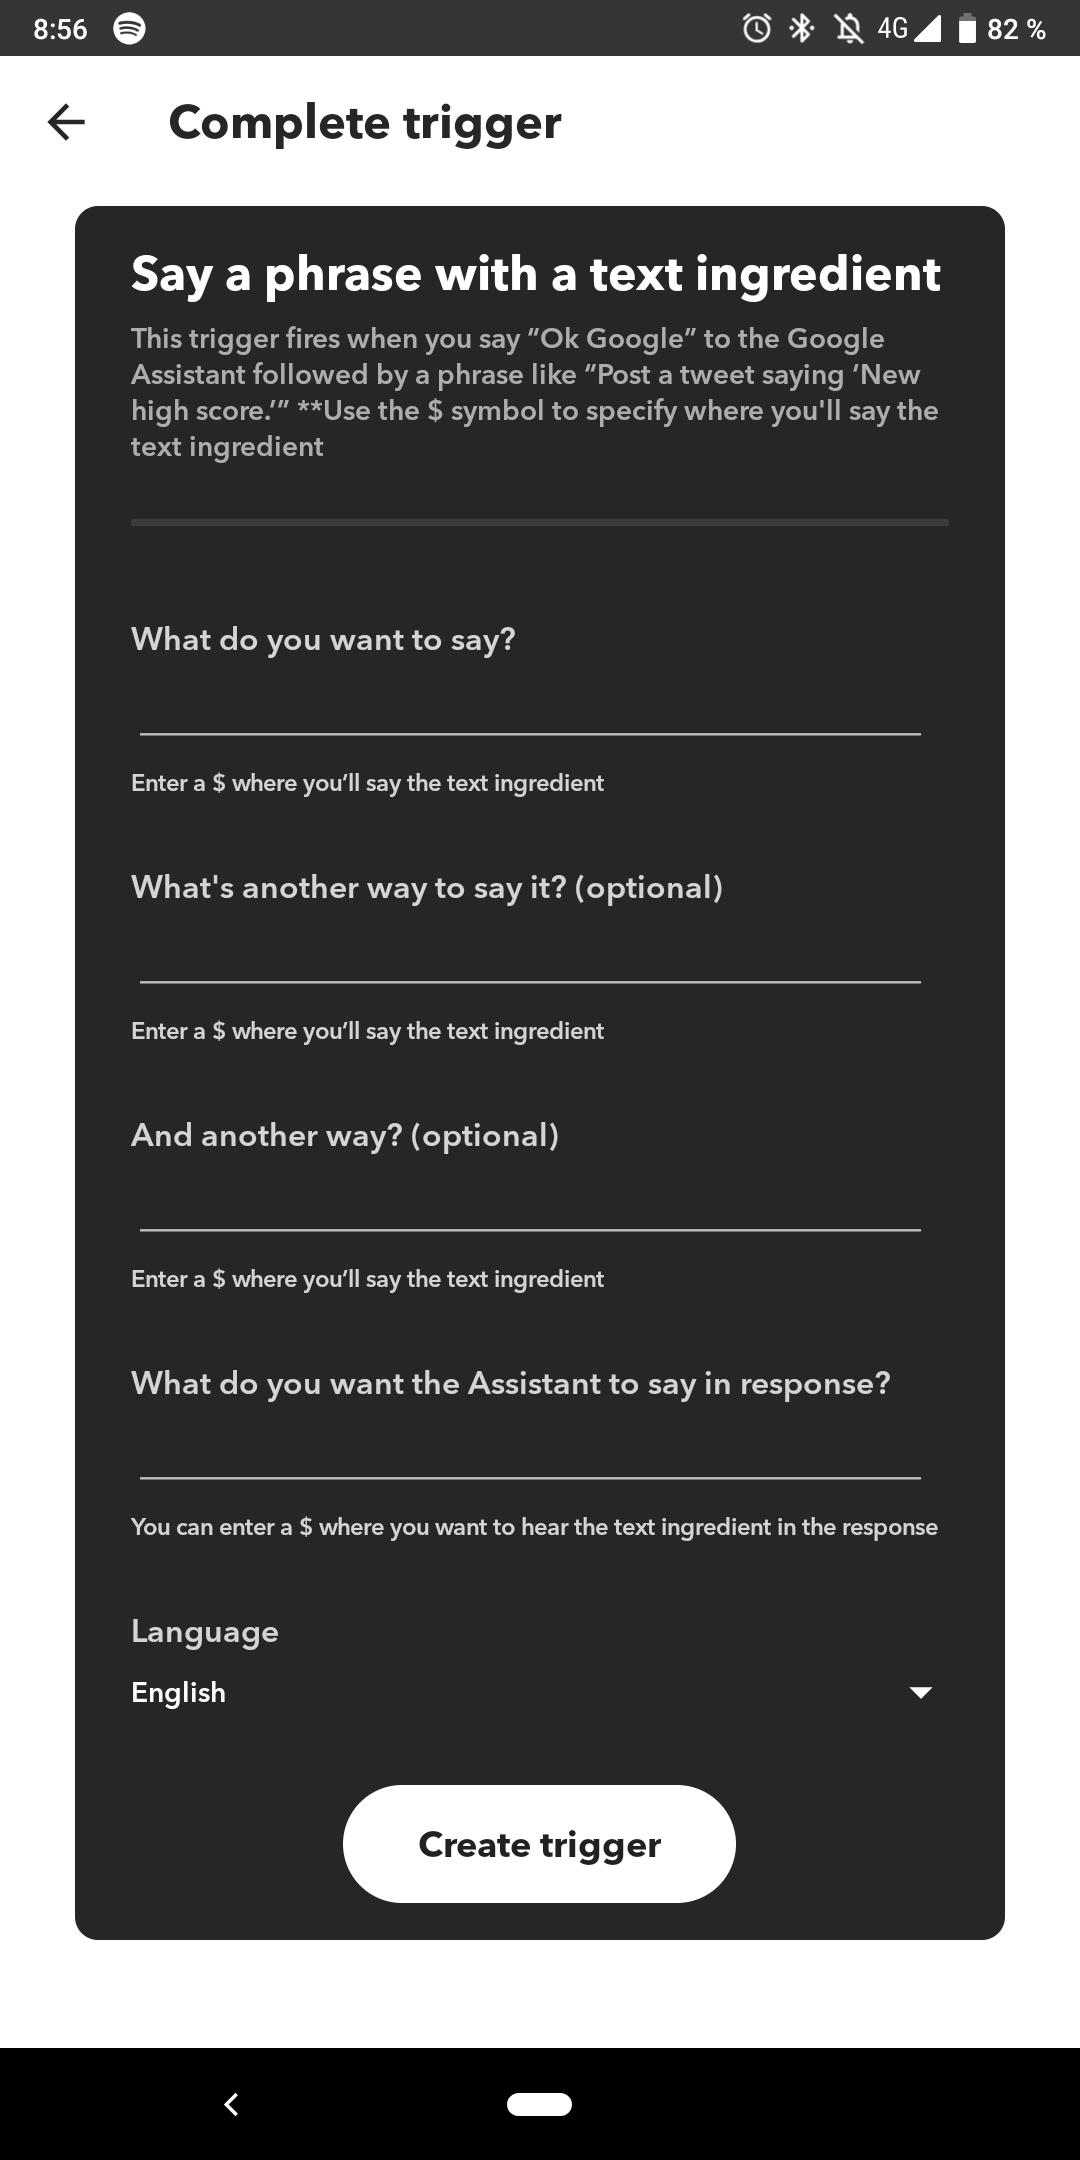 8:56 4G 82 %
Complete trigger
Say a phrase with a text ingredient
This trigger fires when you say “Ok Google” to the Google
Assistant followed by a phrase like “Post a tweet saying ‘New
high score.’” **Use the $ symbol to specify where you'll say the
text ingredient
What do you want to say?
Enter a $ where you’ll say the text ingredient
What's another way to say it? (optional)
Enter a $ where you’ll say the text ingredient
And another way? (optional)
Enter a $ where you’ll say the text ingredient
What do you want the Assistant to say in response?
You can enter a $ where you want to hear the text ingredient in the response
Language
English
Create trigger